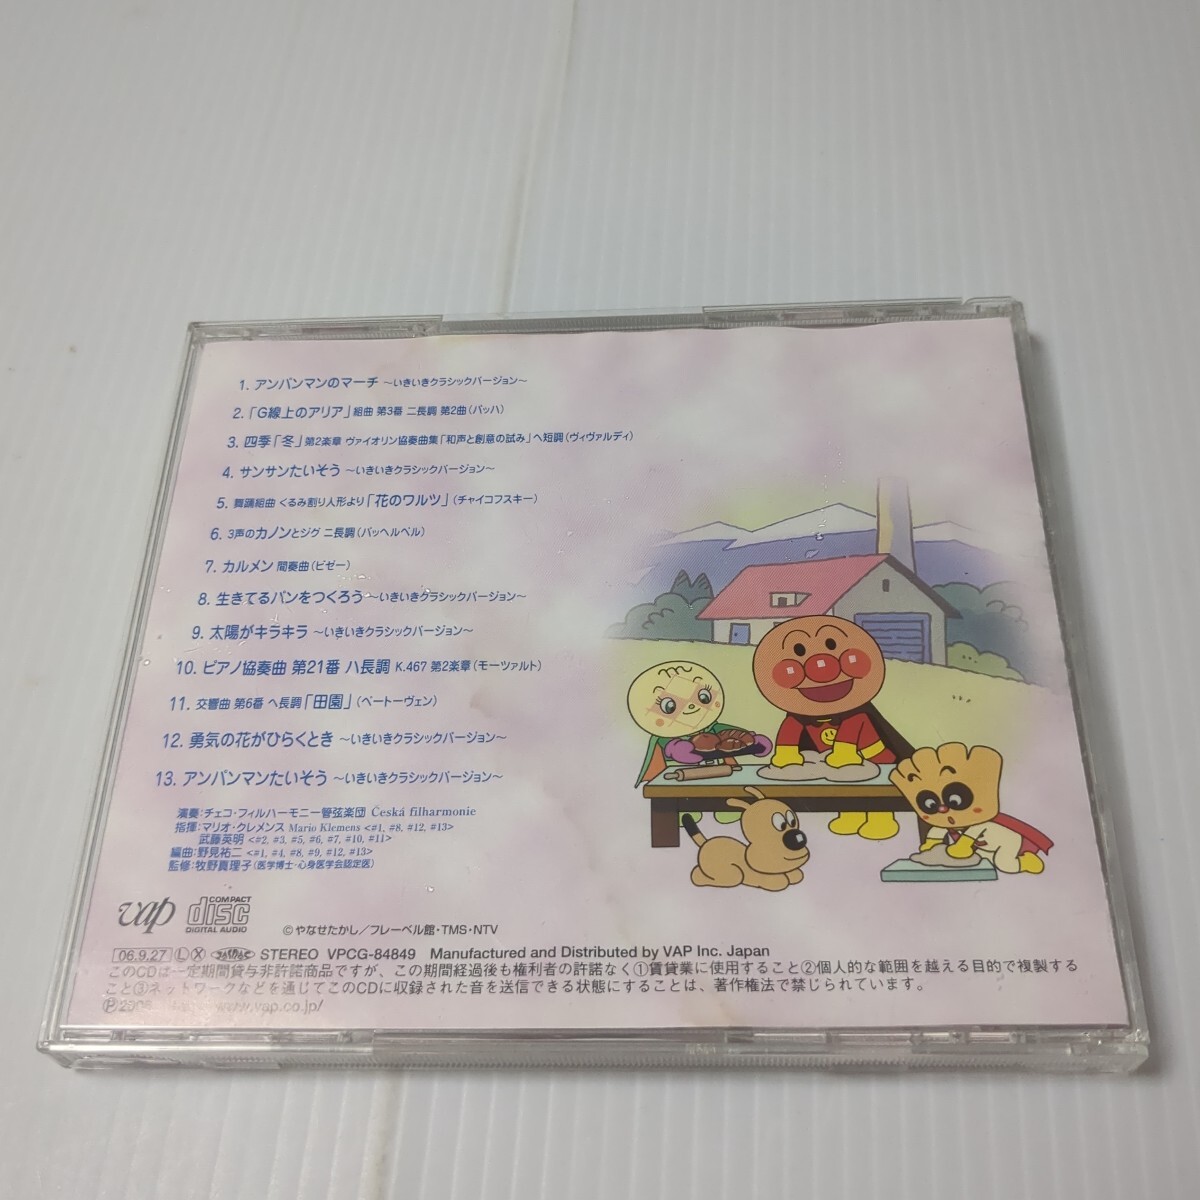 1. アンパンマンのマーチ ～いきいきクラシックバージョン～
2. 「G線上のアリア」組曲 第3番 ニ長調 第2曲(バッハ)
3. 四季「冬」第2楽章 ヴァイオリン協奏曲集「和声と創意の試み」ヘ短調(ヴィヴァルディ)
4. サンサンたいそう ～いきいきクラシックバージョン～
5. 舞踊組曲 くるみ割り人形より「花のワルツ」(チャイコフスキー)
6. 3声のカノンとジグ ニ長調(パッヘルベル)
7. カルメン 間奏曲(ビゼー)
8. 生きてるパンをつくろう ～いきいきクラシックバージョン～
9. 太陽がキラキラ ～いきいきクラシックバージョン～
10. ピアノ協奏曲 第21番 ハ長調 K.467 第2楽章(モーツァルト)
11. 交響曲 第6番 ヘ長調「田園」(ベートーヴェン)
12. 勇気の花がひらくとき ～いきいきクラシックバージョン～
13. アンパンマンたいそう ～いきいきクラシックバージョン～
演奏:チェコ・フィルハーモニー管弦楽団 Česká filharmonie
指揮:マリオ・クレメンス Mario Klemens <#1, #8, #12, #13>
武藤英明 <#2, #3, #5, #6, #7, #10, #11>
編曲:野見祐二 <#1, #4, #8, #9, #12, #13>
監修:牧野真理子(医学博士・心身医学会認定医)
vap COMPACT disc DIGITAL AUDIO
©やなせたかし/フレーベル館・TMS・NTV
06.9.27 Ⓛ Ⓧ STEREO VPCG-84849 Manufactured and Distributed by VAP Inc. Japan
このCDは一定期間貸与非許諾商品ですが、この期間経過後も権利者の許諾なく①賃貸業に使用すること②個人的な範囲を越える目的で複製する
こと③ネットワークなどを通じてこのCDに収録された音を送信できる状態にすることは、著作権法で禁じられています。
www.vap.co.jp/